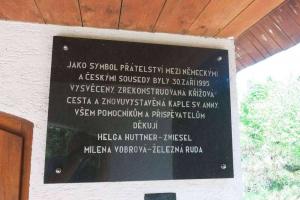 JAKO SYMBOL PŘÁTELSTVÍ MEZI NĚMECKÝMI
A ČESKÝMI SOUSEDY BYLY 30 ZÁŘÍ 1995
VYSVĚCENY, ZREKONSTRUOVANÁ KŘÍŽOVÁ
CESTA A ZNOVUVYSTAVĚNÁ KAPLE SV. ANNY.
VŠEM POMOCNÍKŮM A PŘISPĚVATELŮM
DĚKUJÍ
HELGA HUTTNER-ZWIESEL
MILENA VOBROVÁ-ŽELEZNÁ RUDA